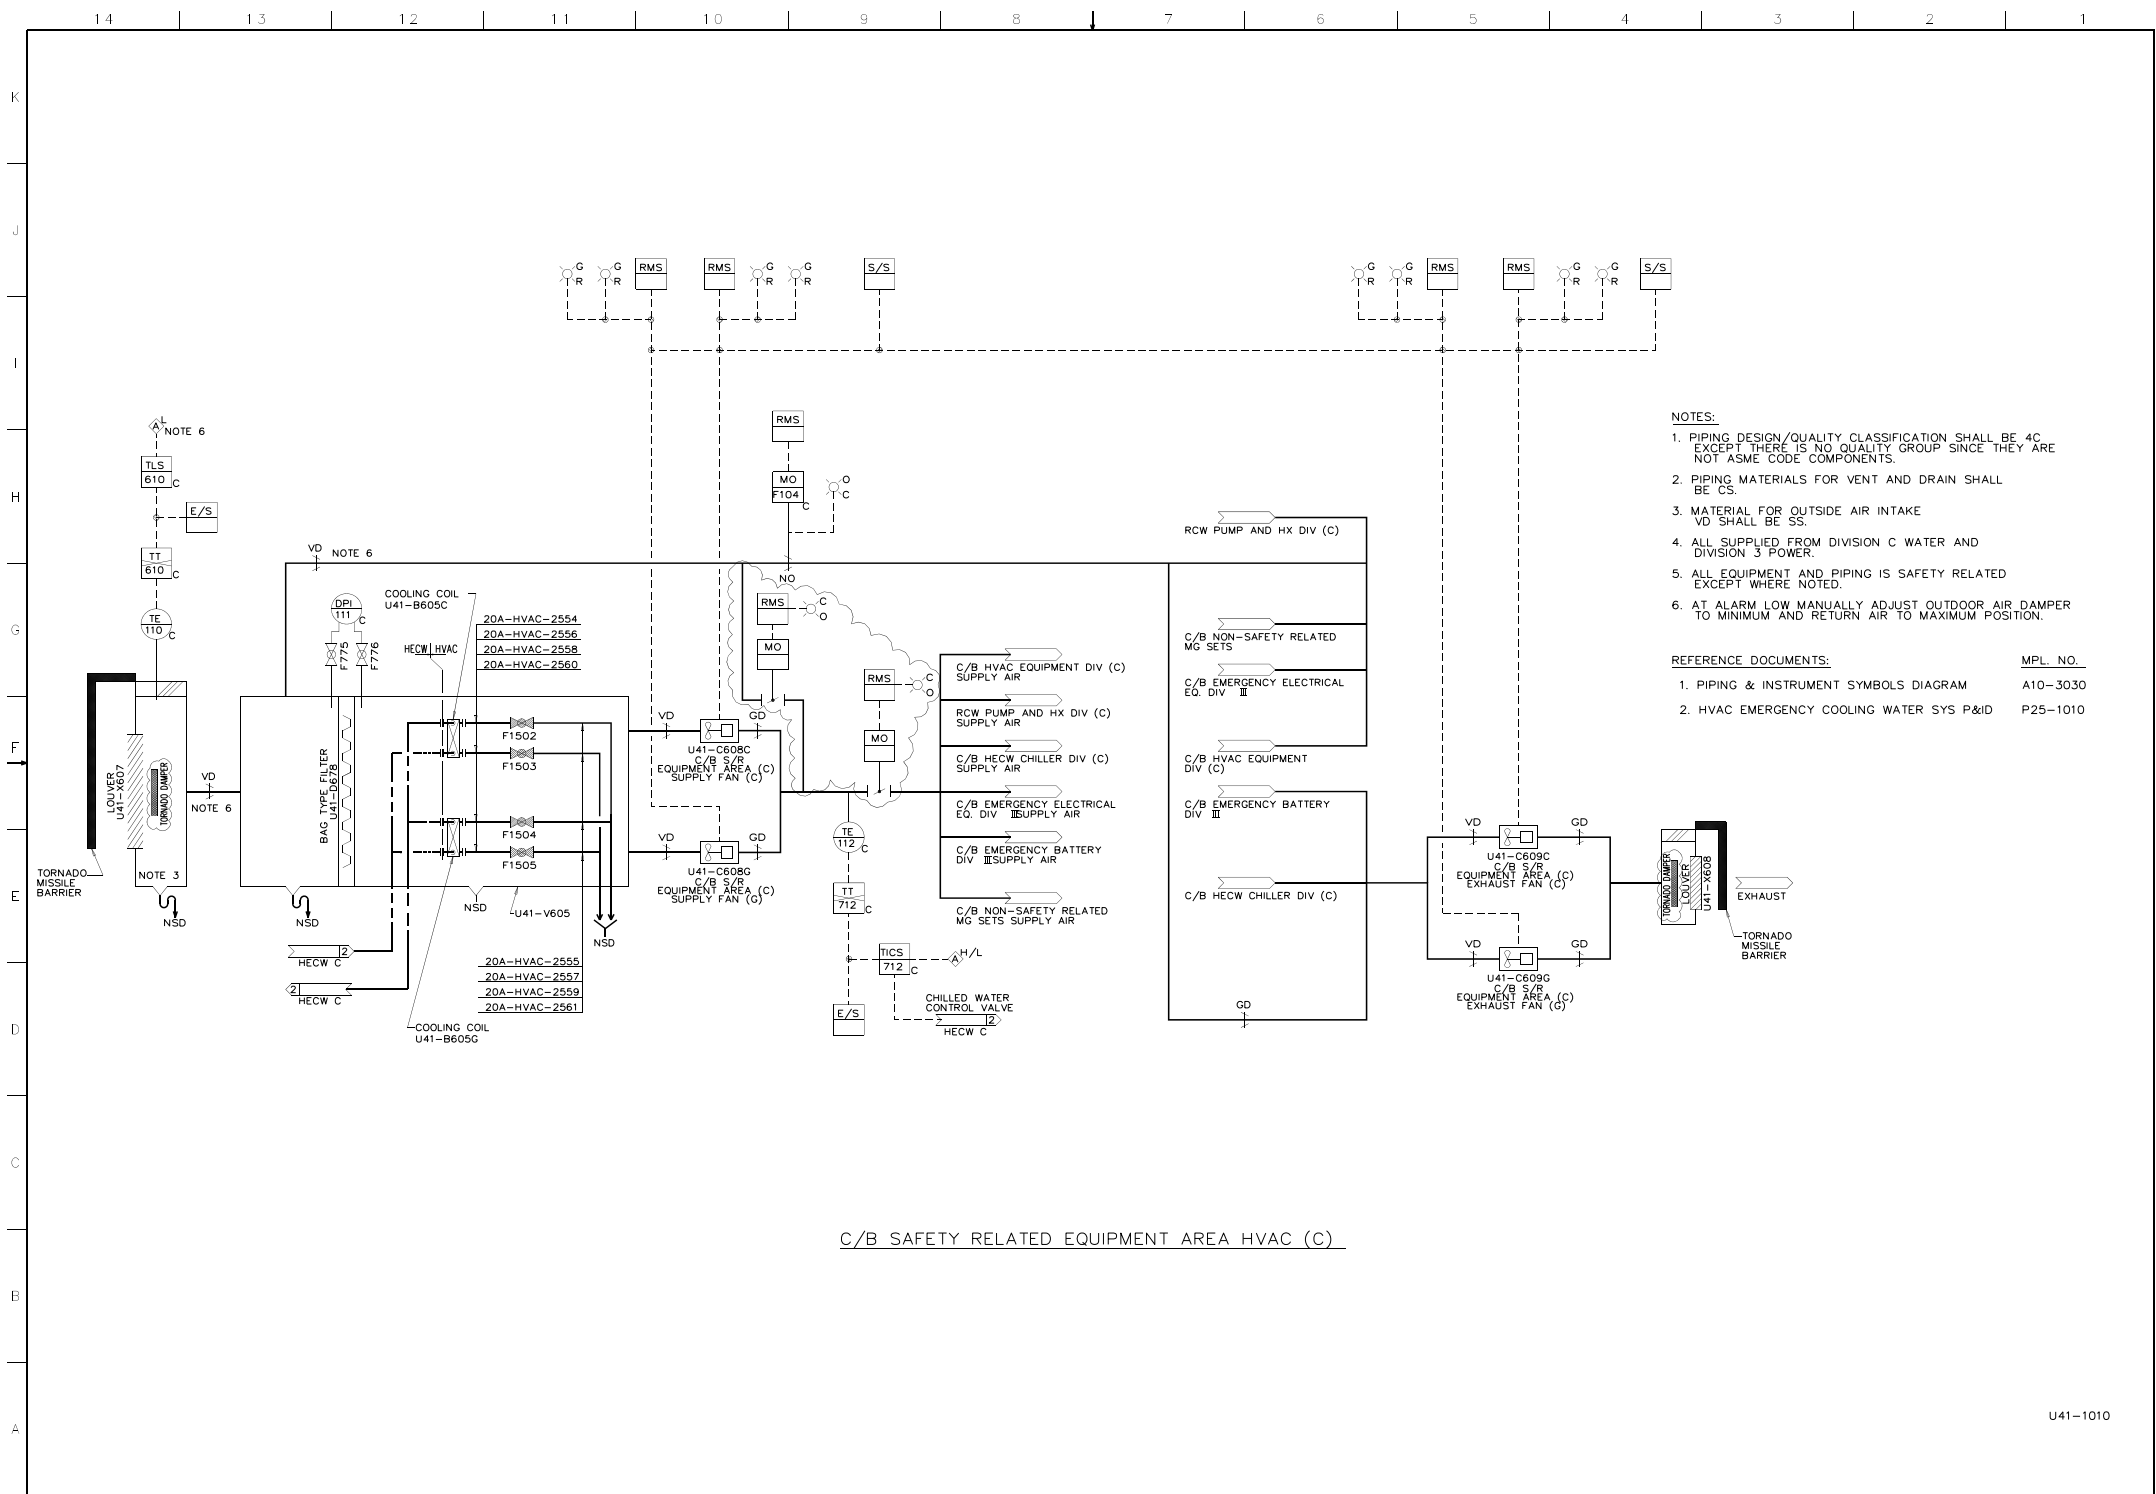 14 13 12 11 10 9 8 7 6 5 4 3 2 1
K
J
I
H
G
F
E
D
C
B
A
G
R
G
R
RMS
RMS
G
R
G
R
S/S
G
R
G
R
RMS
RMS
G
R
G
R
S/S
A L
NOTE 6
TLS
610 C
E/S
TT
610 C
TE
110 C
RMS
MO
F104 C
O
C
NO
VD
NOTE 6
RMS
C
O
MO
RMS
C
O
MO
DPI
111 C
F775
F776
COOLING COIL
U41-B605C
HECW HVAC
20A-HVAC-2554
20A-HVAC-2556
20A-HVAC-2558
20A-HVAC-2560
LOUVER
U41-X607
TORNADO DAMPER
VD
NOTE 6
NOTE 3
TORNADO
MISSILE
BARRIER
NSD
BAG TYPE FILTER
U41-D678
F1502
F1503
F1504
F1505
NSD
NSD
U41-V605
NSD
2
HECW C
2
HECW C
20A-HVAC-2555
20A-HVAC-2557
20A-HVAC-2559
20A-HVAC-2561
COOLING COIL
U41-B605G
VD
GD
U41-C608C
C/B S/R
EQUIPMENT AREA (C)
SUPPLY FAN (C)
VD
GD
U41-C608G
C/B S/R
EQUIPMENT AREA (C)
SUPPLY FAN (G)
TE
112 C
TT
712 C
TICS
712 C
A H/L
E/S
CHILLED WATER
CONTROL VALVE
2
HECW C
C/B HVAC EQUIPMENT DIV (C)
SUPPLY AIR
RCW PUMP AND HX DIV (C)
SUPPLY AIR
C/B HECW CHILLER DIV (C)
SUPPLY AIR
C/B EMERGENCY ELECTRICAL
EQ. DIV III SUPPLY AIR
C/B EMERGENCY BATTERY
DIV III SUPPLY AIR
C/B NON-SAFETY RELATED
MG SETS SUPPLY AIR
RCW PUMP AND HX DIV (C)
C/B NON-SAFETY RELATED
MG SETS
C/B EMERGENCY ELECTRICAL
EQ. DIV III
C/B HVAC EQUIPMENT
DIV (C)
C/B EMERGENCY BATTERY
DIV III
C/B HECW CHILLER DIV (C)
GD
VD
GD
U41-C609C
C/B S/R
EQUIPMENT AREA (C)
EXHAUST FAN (C)
VD
GD
U41-C609G
C/B S/R
EQUIPMENT AREA (C)
EXHAUST FAN (G)
TORNADO DAMPER
LOUVER
U41-X608
EXHAUST
TORNADO
MISSILE
BARRIER
NOTES:
1. PIPING DESIGN/QUALITY CLASSIFICATION SHALL BE 4C
EXCEPT THERE IS NO QUALITY GROUP SINCE THEY ARE
NOT ASME CODE COMPONENTS.
2. PIPING MATERIALS FOR VENT AND DRAIN SHALL
BE CS.
3. MATERIAL FOR OUTSIDE AIR INTAKE
VD SHALL BE SS.
4. ALL SUPPLIED FROM DIVISION C WATER AND
DIVISION 3 POWER.
5. ALL EQUIPMENT AND PIPING IS SAFETY RELATED
EXCEPT WHERE NOTED.
6. AT ALARM LOW MANUALLY ADJUST OUTDOOR AIR DAMPER
TO MINIMUM AND RETURN AIR TO MAXIMUM POSITION.
REFERENCE DOCUMENTS: MPL. NO.
1. PIPING & INSTRUMENT SYMBOLS DIAGRAM A10-3030
2. HVAC EMERGENCY COOLING WATER SYS P&ID P25-1010
C/B SAFETY RELATED EQUIPMENT AREA HVAC (C)
U41-1010